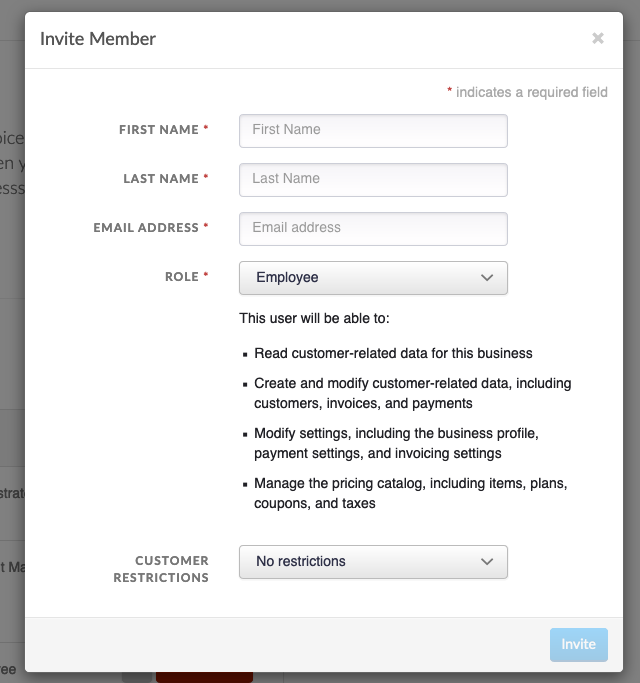 Invite Member
×
* indicates a required field
FIRST NAME *
First Name
LAST NAME *
Last Name
EMAIL ADDRESS *
Email address
ROLE *
Employee
This user will be able to:
▪ Read customer-related data for this business
▪ Create and modify customer-related data, including
customers, invoices, and payments
▪ Modify settings, including the business profile,
payment settings, and invoicing settings
▪ Manage the pricing catalog, including items, plans,
coupons, and taxes
CUSTOMER
RESTRICTIONS
No restrictions
Invite